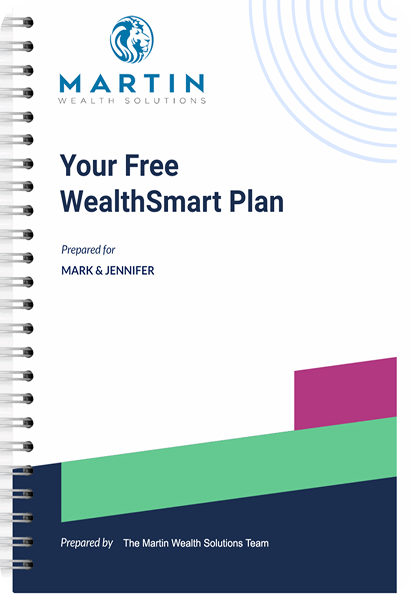 MARTIN
WEALTH SOLUTIONS
Your Free
WealthSmart Plan
Prepared for
MARK & JENNIFER
Prepared by The Martin Wealth Solutions Team